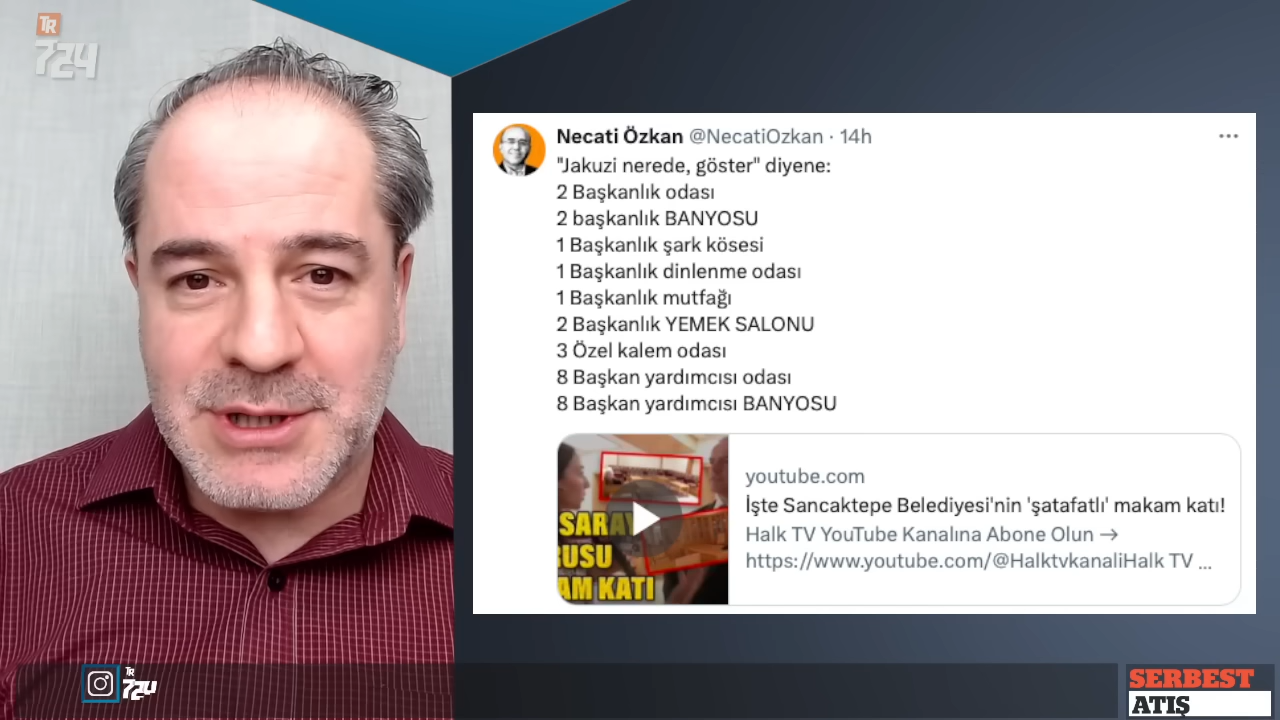 TR
724
Necati Özkan @NecatiOzkan · 14h
"Jakuzi nerede, göster" diyene:
2 Başkanlık odası
2 başkanlık BANYOSU
1 Başkanlık şark kösesi
1 Başkanlık dinlenme odası
1 Başkanlık mutfağı
2 Başkanlık YEMEK SALONU
3 Özel kalem odası
8 Başkan yardımcısı odası
8 Başkan yardımcısı BANYOSU
SARAY
USU
AM KATI
youtube.com
İşte Sancaktepe Belediyesi'nin 'şatafatlı' makam katı!
Halk TV YouTube Kanalına Abone Olun →
https://www.youtube.com/@HalktvkanaliHalk TV ...
TR
724
SERBEST
ATIŞ